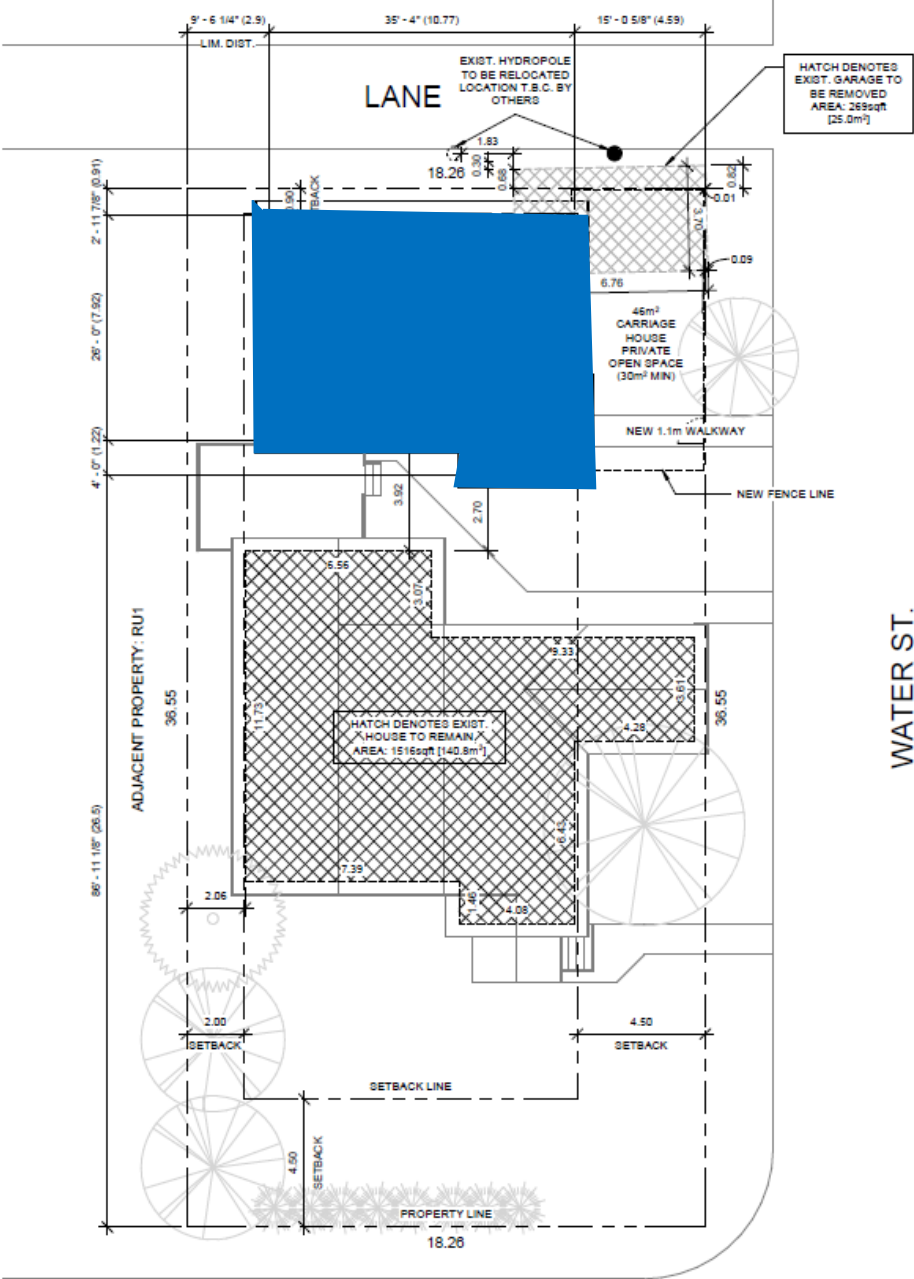 9' - 6 1/4" (2.9)
35' - 4" (10.77)
15' - 0 5/8" (4.59)
LIM. DIST.
LANE
EXIST. HYDROPOLE
TO BE RELOCATED
LOCATION T.B.C. BY
OTHERS
HATCH DENOTES
EXIST. GARAGE TO
BE REMOVED
AREA: 269sqft
[25.0m²]
1.83
18.26
0.30
0.68
0.82
0.01
3.70
0.09
6.76
2' - 11 7/8" (0.91)
0.90
TBACK
26' - 0" (7.92)
46m²
CARRIAGE
HOUSE
PRIVATE
OPEN SPACE
(30m² MIN)
NEW 1.1m WALKWAY
NEW FENCE LINE
4' - 0" (1.22)
3.92
2.70
6.56
3.07
9.33
3.61
4.28
ADJACENT PROPERTY: RU1
36.55
11.73
HATCH DENOTES EXIST.
HOUSE TO REMAIN
AREA: 1516sqft [140.8m²]
36.55
WATER ST.
86' - 11 1/8" (26.5)
6.43
7.39
1.46
4.08
2.06
2.00
SETBACK
4.50
SETBACK
SETBACK LINE
4.50
SETBACK
PROPERTY LINE
18.26